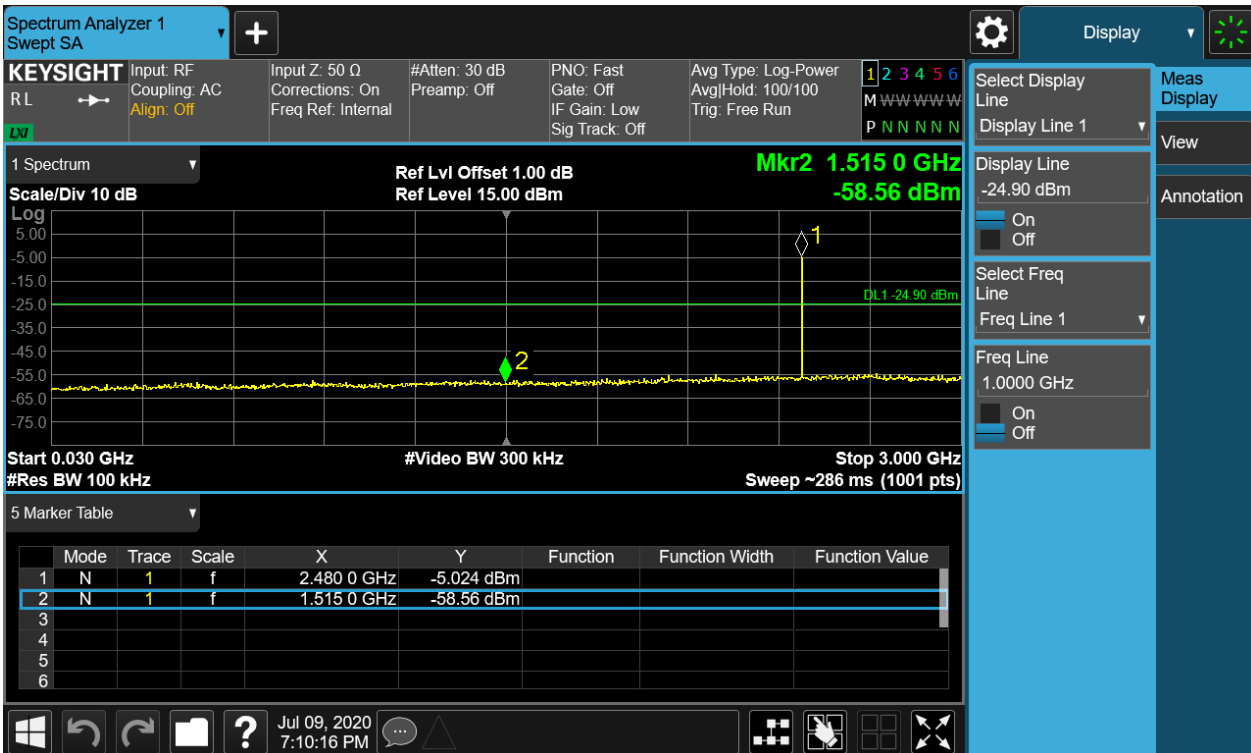 Spectrum Analyzer 1
Swept SA
+
Display
KEYSIGHT
RL
LXI
Input: RF
Coupling: AC
Align: Off
Input Z: 50 Ω
Corrections: On
Freq Ref: Internal
#Atten: 30 dB
Preamp: Off
PNO: Fast
Gate: Off
IF Gain: Low
Sig Track: Off
Avg Type: Log-Power
Avg|Hold: 100/100
Trig: Free Run
1 2 3 4 5 6
M W W W W W
P N N N N N
1 Spectrum
Scale/Div 10 dB
Ref Lvl Offset 1.00 dB
Ref Level 15.00 dBm
Mkr2 1.515 0 GHz
-58.56 dBm
Log
5.00
-5.00
-15.0
-25.0
-35.0
-45.0
-55.0
-65.0
-75.0
1
DL1 -24.90 dBm
2
Start 0.030 GHz
#Res BW 100 kHz
#Video BW 300 kHz
Stop 3.000 GHz
Sweep ~286 ms (1001 pts)
5 Marker Table
Mode Trace Scale X Y Function Function Width Function Value
1 N 1 f 2.480 0 GHz -5.024 dBm
2 N 1 f 1.515 0 GHz -58.56 dBm
3
4
5
6
?
Jul 09, 2020
7:10:16 PM
Select Display
Line
Display Line 1
Display Line
-24.90 dBm
On
Off
Select Freq
Line
Freq Line 1
Freq Line
1.0000 GHz
On
Off
Meas
Display
View
Annotation